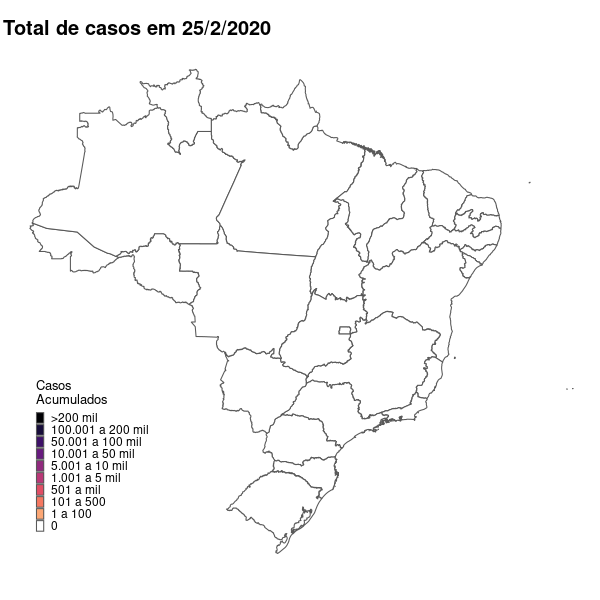 Total de casos em 25/2/2020
Casos
Acumulados
>200 mil
100.001 a 200 mil
50.001 a 100 mil
10.001 a 50 mil
5.001 a 10 mil
1.001 a 5 mil
501 a mil
101 a 500
1 a 100
0